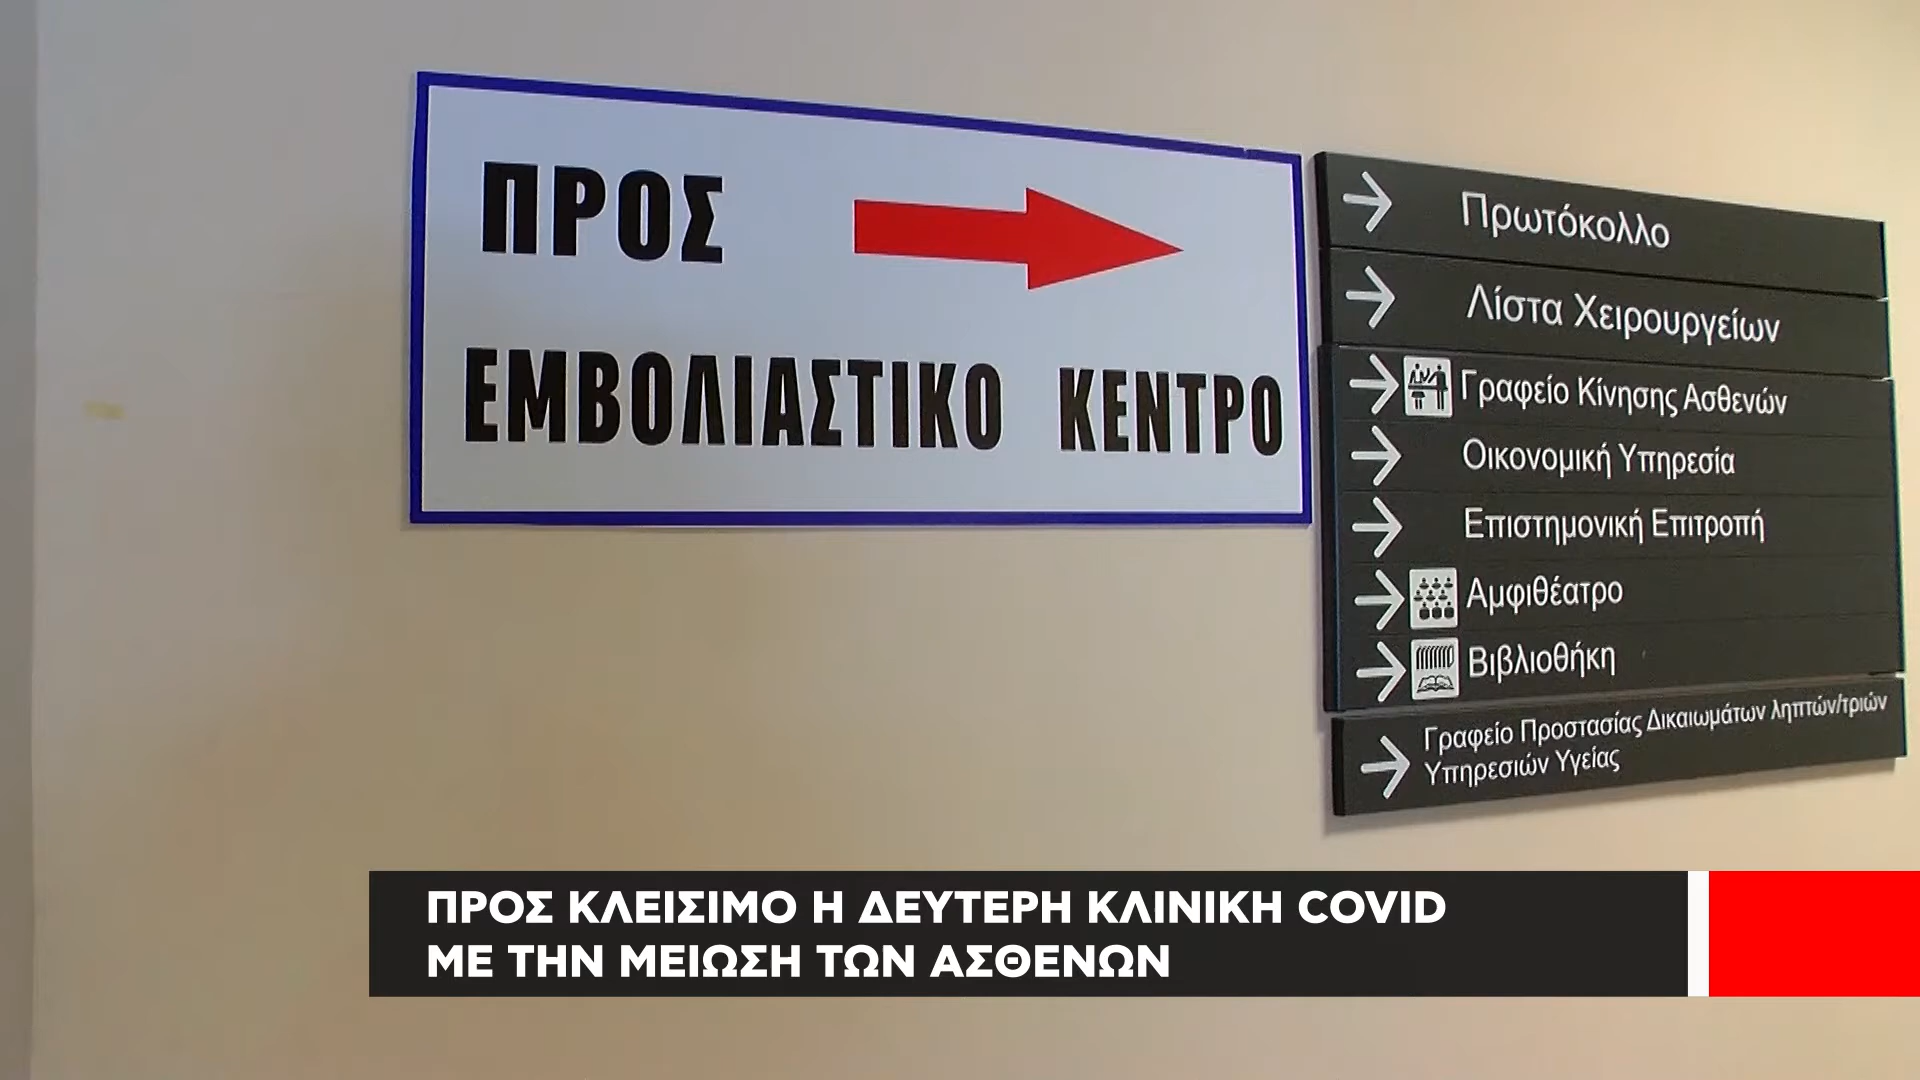 ΠΡΟΣ
ΕΜΒΟΛΙΑΣΤΙΚΟ ΚΕΝΤΡΟ
Πρωτόκολλο
Λίστα Χειρουργείων
Γραφείο Κίνησης Ασθενών
Οικονομική Υπηρεσία
Επιστημονική Επιτροπή
Αμφιθέατρο
Βιβλιοθήκη
Γραφείο Προστασίας Δικαιωμάτων ληπτών/τριών
Υπηρεσιών Υγείας
ΠΡΟΣ ΚΛΕΙΣΙΜΟ Η ΔΕΥΤΕΡΗ ΚΛΙΝΙΚΗ COVID
ΜΕ ΤΗΝ ΜΕΙΩΣΗ ΤΩΝ ΑΣΘΕΝΩΝ